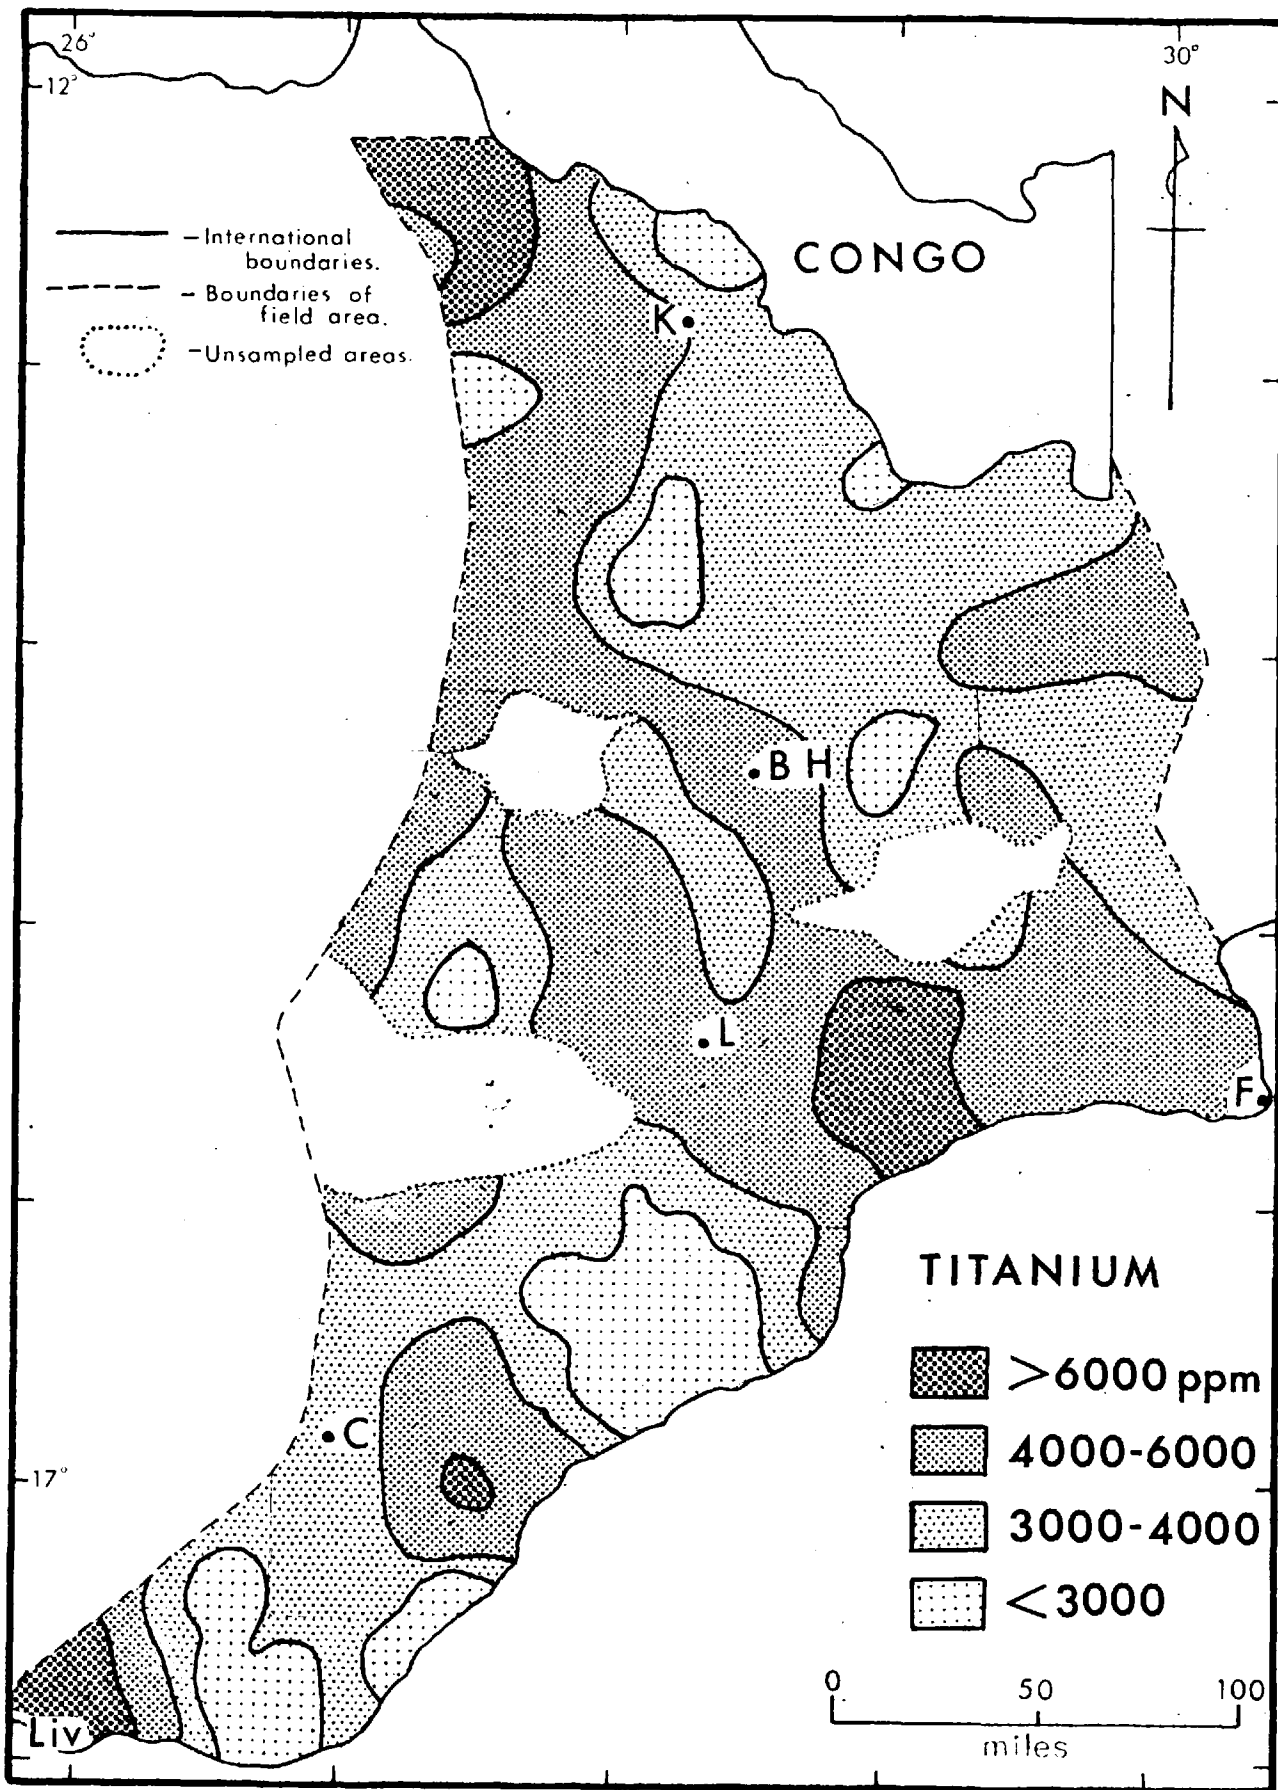 26°
30°
12°
N
—International
boundaries.
CONGO
– Boundaries of
field area.
K
–Unsampled areas.
B H
L
F
TITANIUM
>6000 ppm
C
4000-6000
17°
3000-4000
<3000
0 50 100
Liv
miles